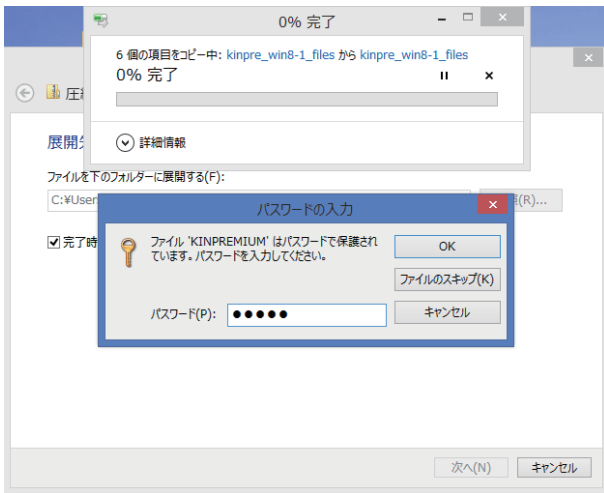 0% 完了
6 個の項目をコピー中: kinpre_win8-1_files から kinpre_win8-1_files
0% 完了
詳細情報
圧
展開
ファイルを下のフォルダーに展開する(F):
C:¥User
(R)...
完了時
パスワードの入力
ファイル 'KINPREMIUM' はパスワードで保護され
ています。パスワードを入力してください。
OK
ファイルのスキップ(K)
パスワード(P):
●●●●●
キャンセル
次へ(N)
キャンセル